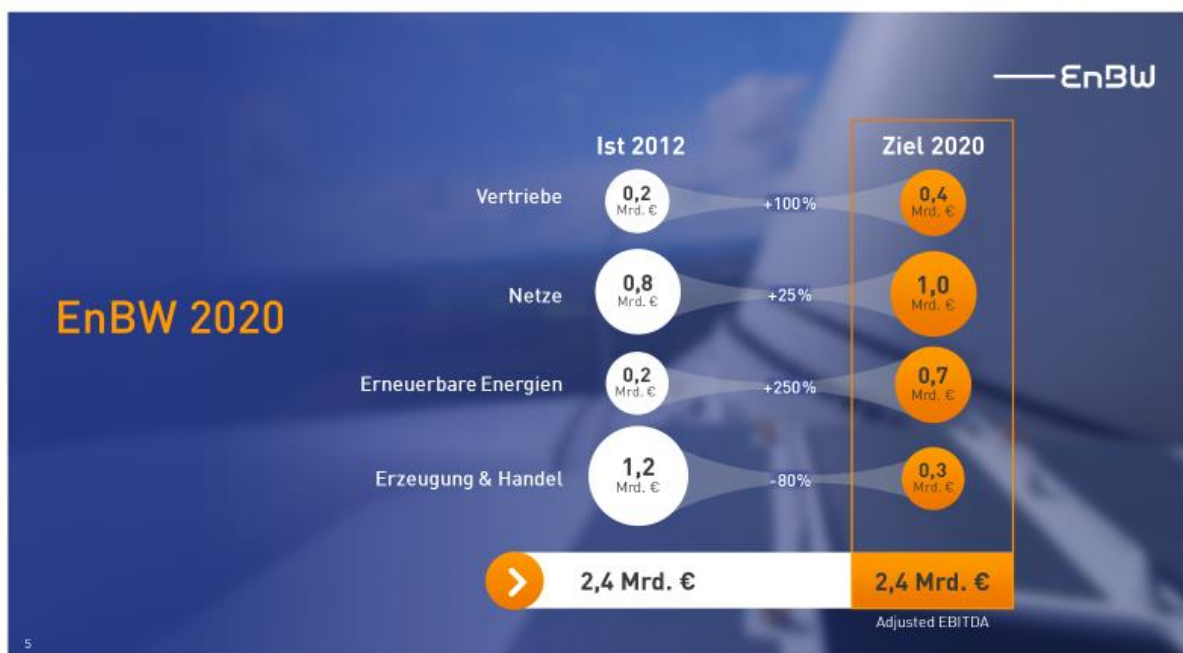 EnBW
Ist 2012
Ziel 2020
Vertriebe
0,2
Mrd. €
+100%
0,4
Mrd. €
Netze
0,8
Mrd. €
+25%
1,0
Mrd. €
EnBW 2020
Erneuerbare Energien
0,2
Mrd. €
+250%
0,7
Mrd. €
Erzeugung & Handel
1,2
Mrd. €
-80%
0,3
Mrd. €
2,4 Mrd. €
2,4 Mrd. €
Adjusted EBITDA
5